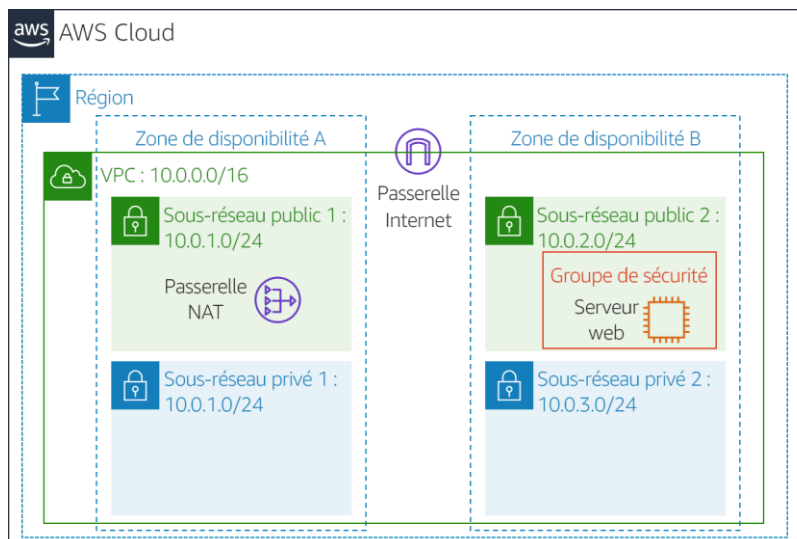 aws
AWS Cloud
Région
Zone de disponibilité A
Zone de disponibilité B
VPC : 10.0.0.0/16
Passerelle
Internet
Sous-réseau public 1 :
10.0.1.0/24
Passerelle
NAT
Sous-réseau public 2 :
10.0.2.0/24
Groupe de sécurité
Serveur
web
Sous-réseau privé 1 :
10.0.1.0/24
Sous-réseau privé 2 :
10.0.3.0/24